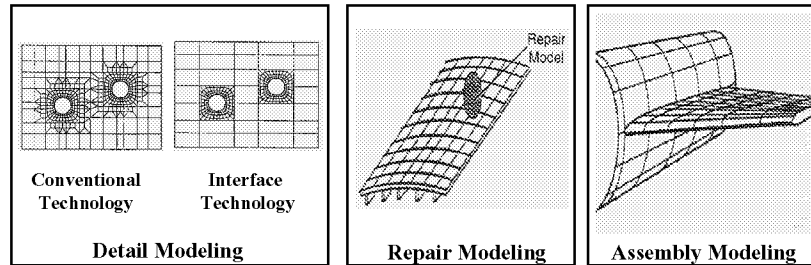 Conventional
Technology
Interface
Technology
Detail Modeling
Repair
Model
Repair Modeling
Assembly Modeling